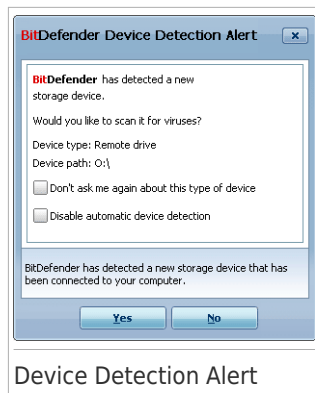 BitDefender Device Detection Alert
x
BitDefender has detected a new
storage device.
Would you like to scan it for viruses?
Device type: Remote drive
Device path: O:\
Don't ask me again about this type of device
Disable automatic device detection
BitDefender has detected a new storage device that has
been connected to your computer.
Yes No
Device Detection Alert